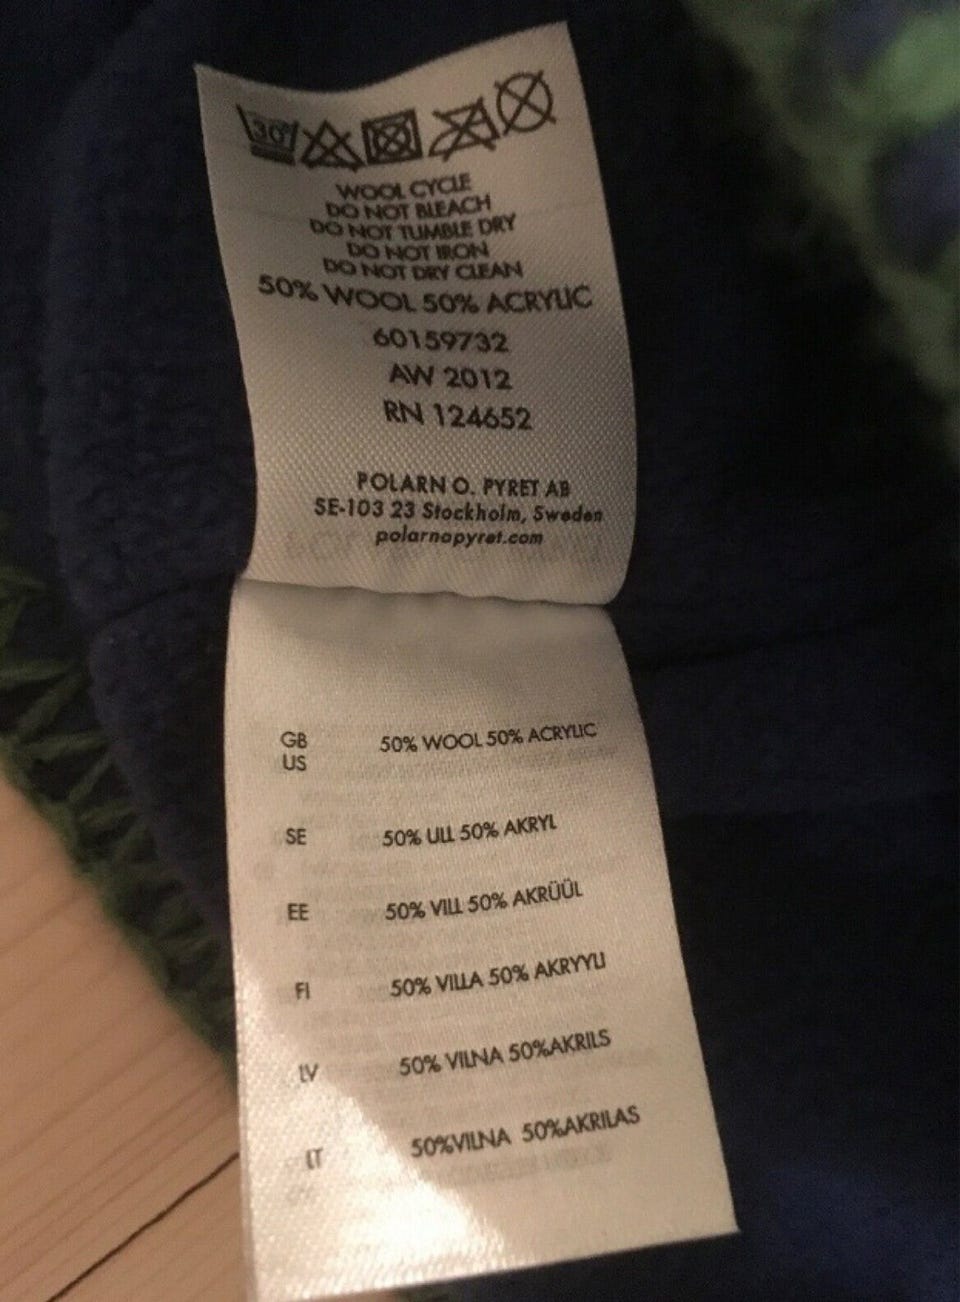 30°
WOOL CYCLE
DO NOT BLEACH
DO NOT TUMBLE DRY
DO NOT IRON
DO NOT DRY CLEAN
50% WOOL 50% ACRYLIC
60159732
AW 2012
RN 124652
POLARN O. PYRET AB
SE-103 23 Stockholm, Sweden
polarnopyret.com
GB 50% WOOL 50% ACRYLIC
US
SE 50% ULL 50% AKRYL
EE 50% VILL 50% AKRÜÜL
FI 50% VILLA 50% AKRYYLI
LV 50% VILNA 50%AKRILS
LT 50%VILNA 50%AKRILAS